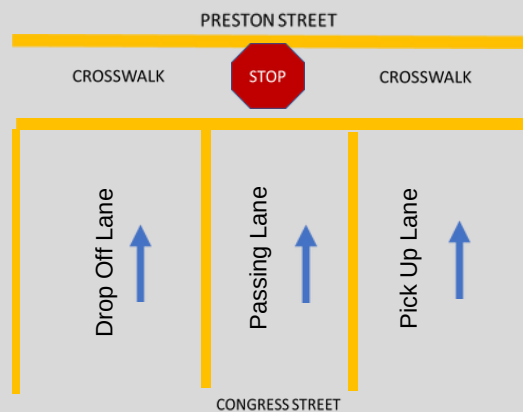 PRESTON STREET
CROSSWALK
STOP
CROSSWALK
Drop Off Lane
Passing Lane
Pick Up Lane
CONGRESS STREET